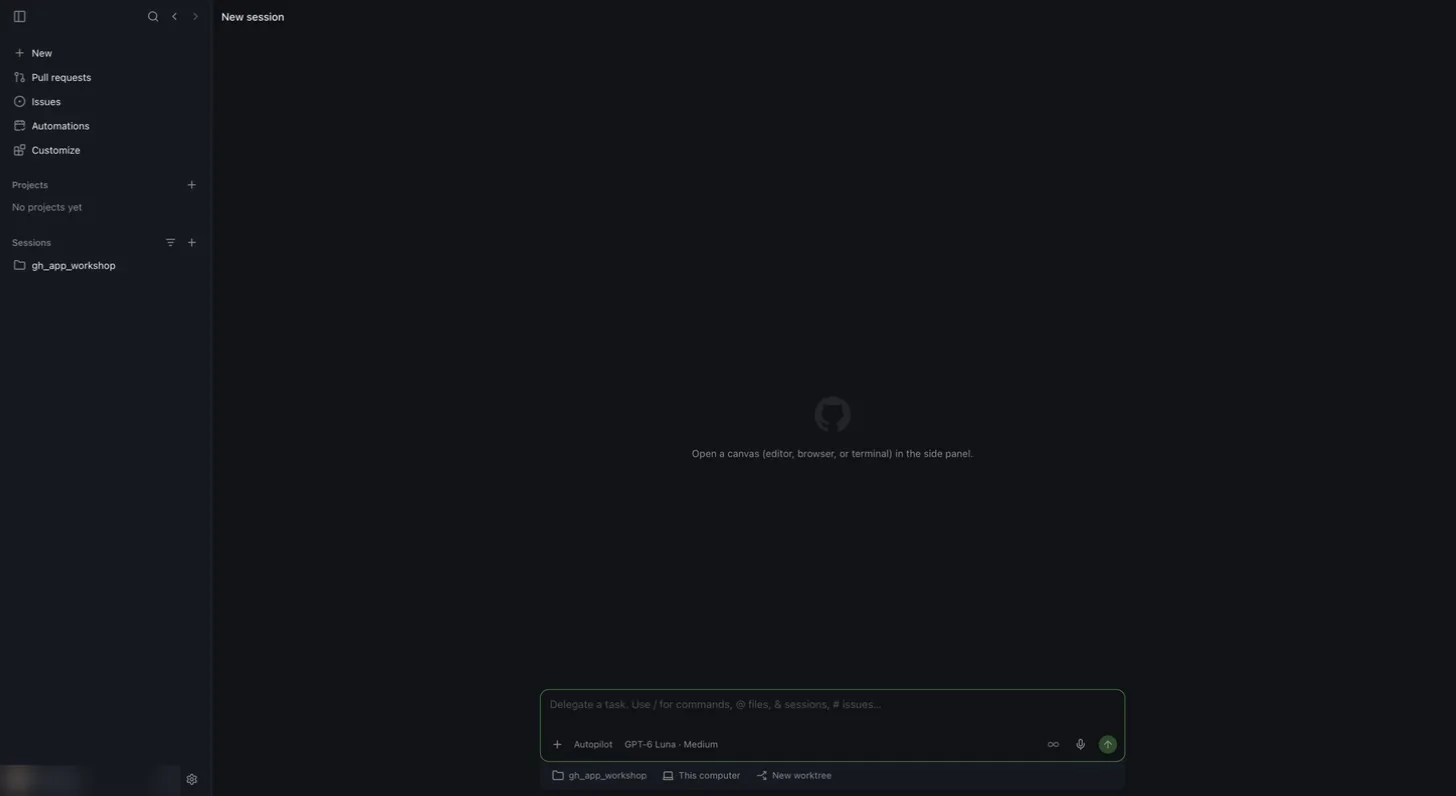 New session
New
Pull requests
Issues
Automations
Customize
Projects
No projects yet
Sessions
gh_app_workshop
Open a canvas (editor, browser, or terminal) in the side panel.
Delegate a task. Use / for commands, @ files, & sessions, # issues...
Autopilot GPT-6 Luna · Medium
gh_app_workshop This computer New worktree